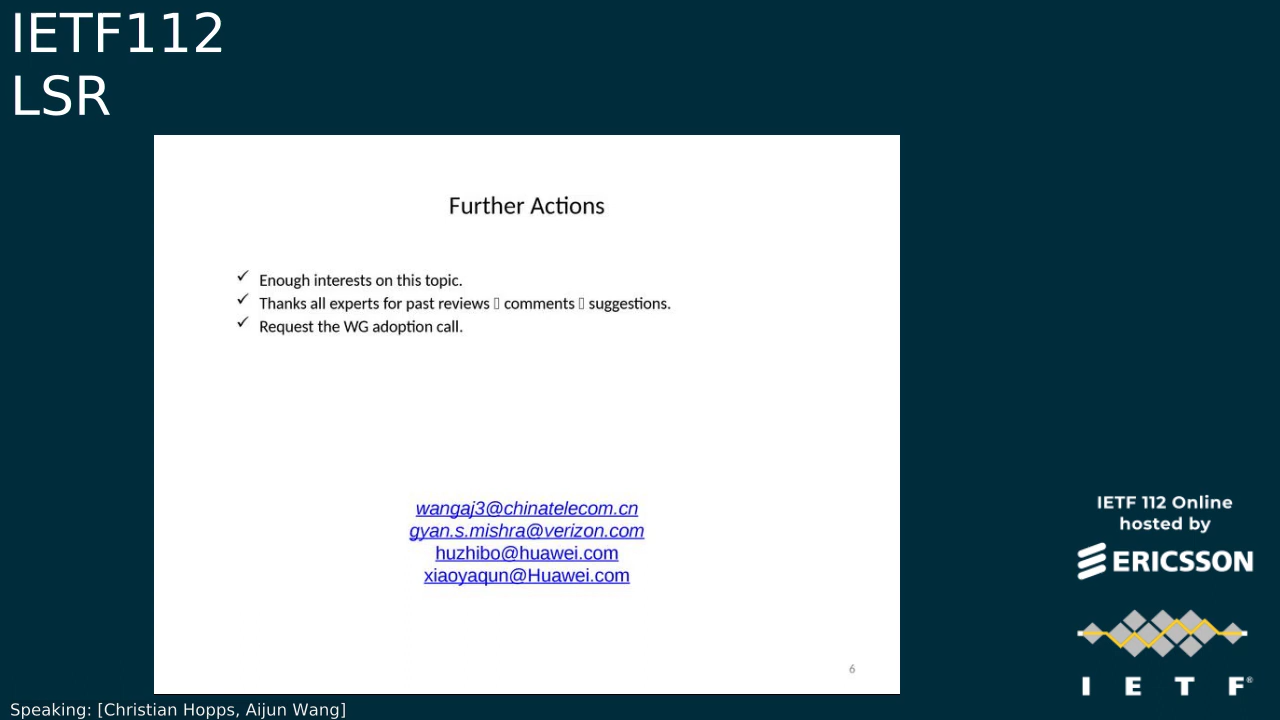 IETF112
LSR
Further Actions
✓ Enough interests on this topic.
✓ Thanks all experts for past reviews  comments  suggestions.
✓ Request the WG adoption call.
wangaj3@chinatelecom.cn
gyan.s.mishra@verizon.com
huzhibo@huawei.com
xiaoyaqun@Huawei.com
6
IETF 112 Online
hosted by
ERICSSON
I E T F®
Speaking: [Christian Hopps, Aijun Wang]